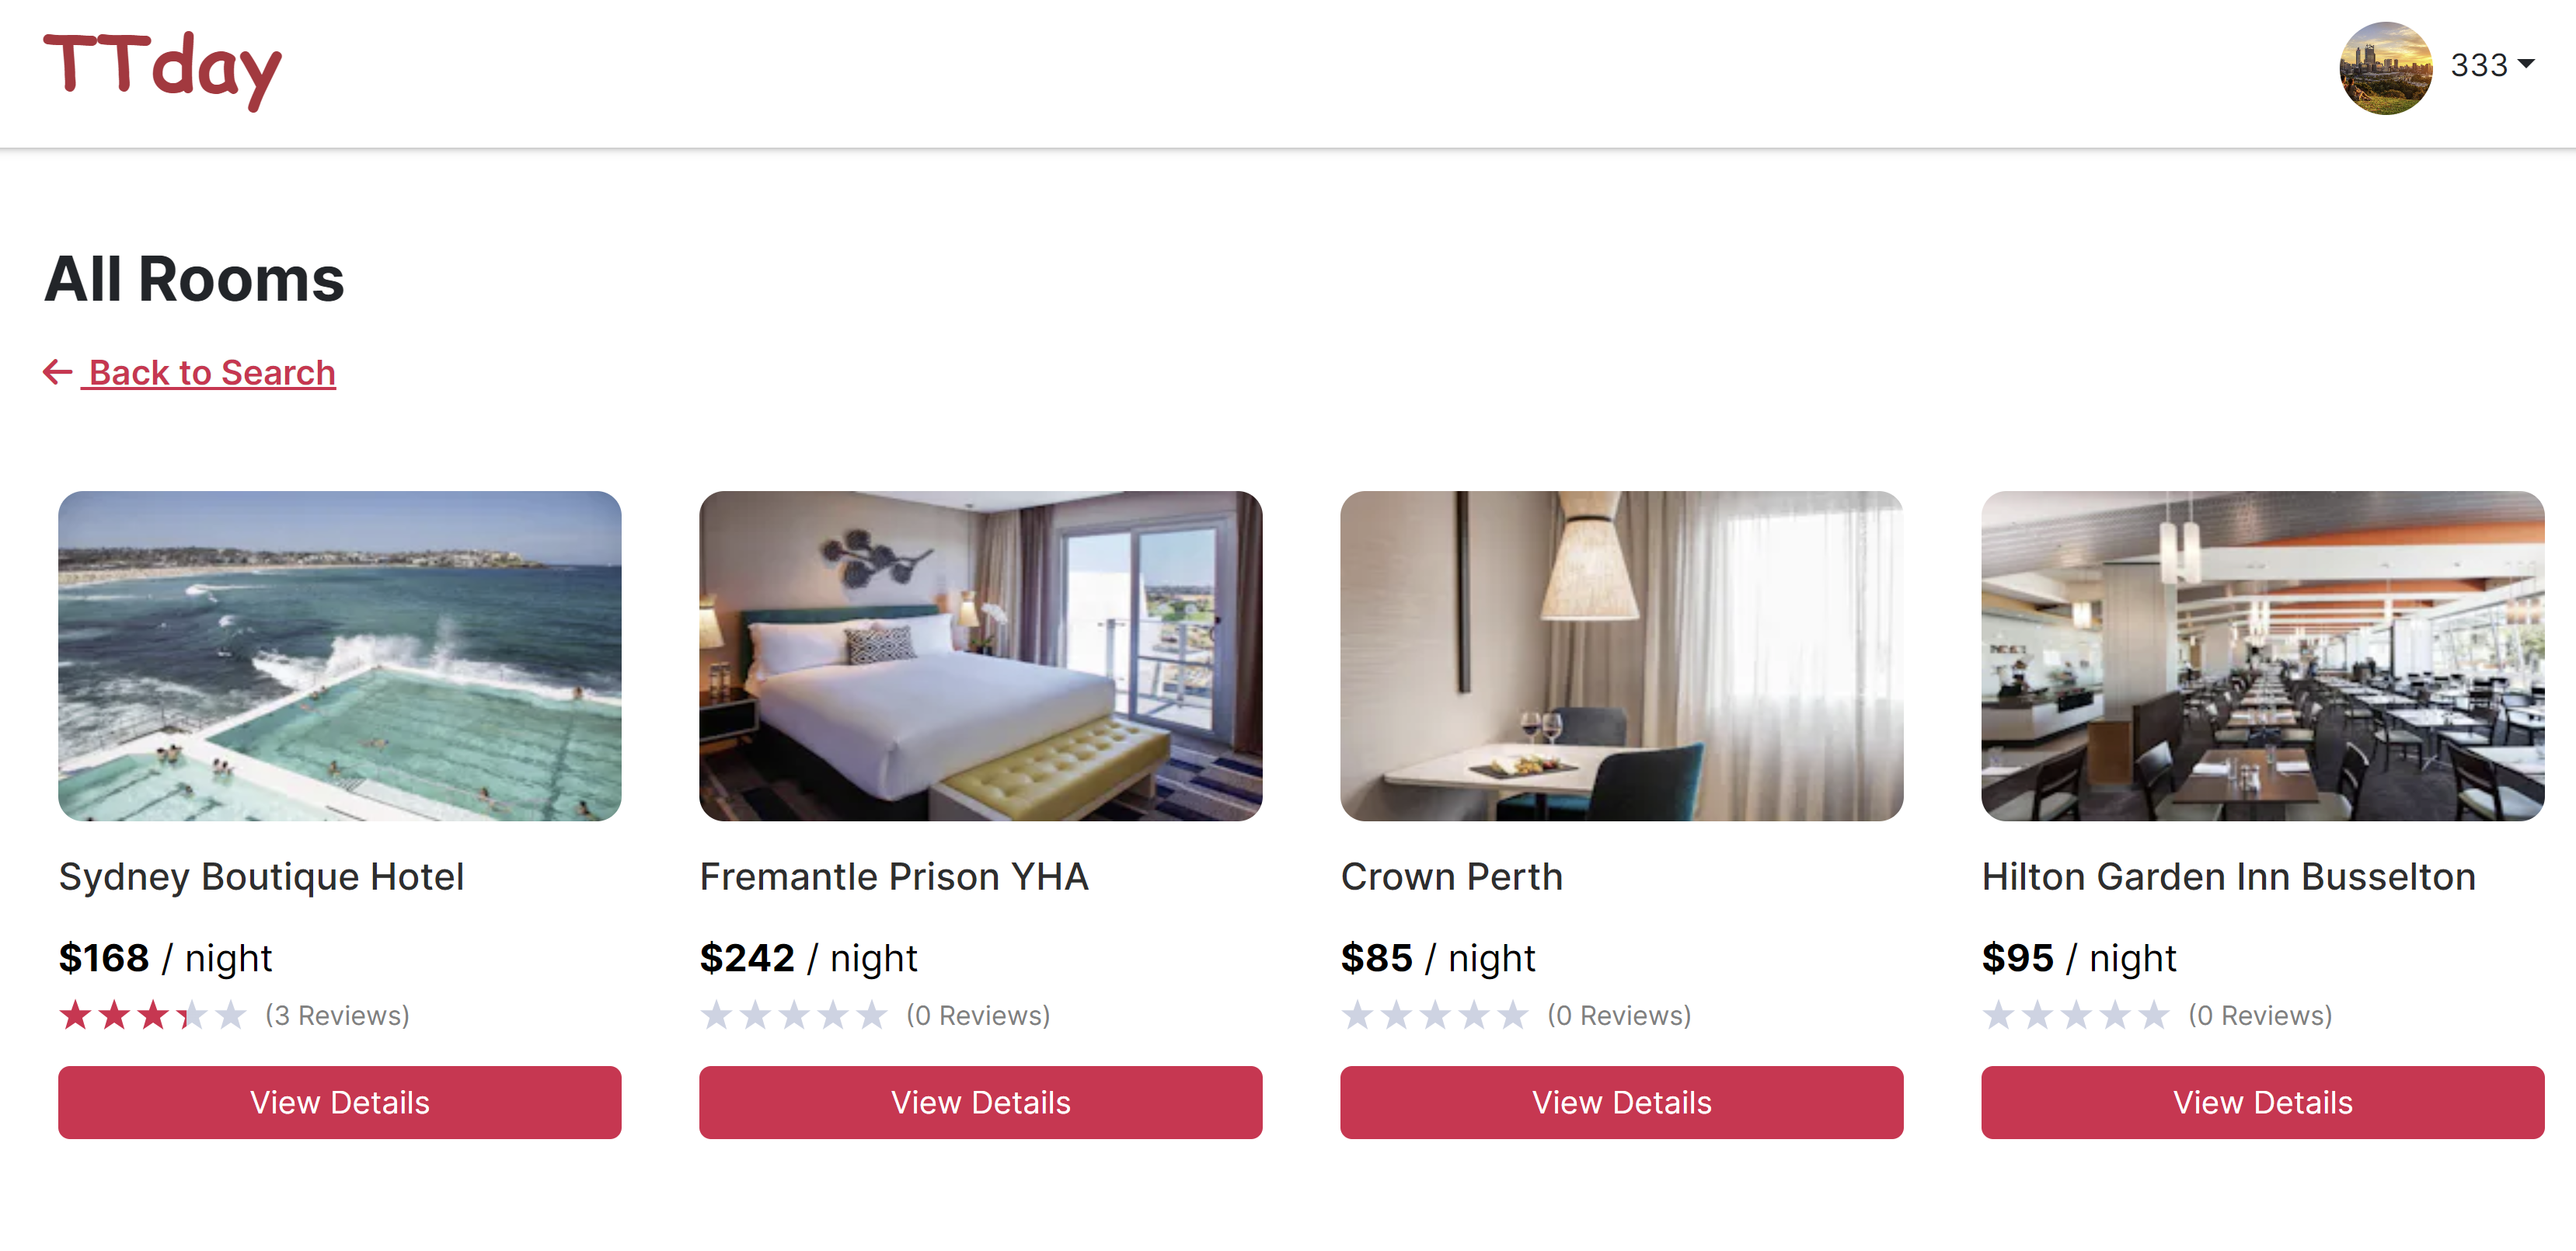 TTday
333
All Rooms
Back to Search
Sydney Boutique Hotel
$168 / night
(3 Reviews)
View Details
Fremantle Prison YHA
$242 / night
(0 Reviews)
View Details
Crown Perth
$85 / night
(0 Reviews)
View Details
Hilton Garden Inn Busselton
$95 / night
(0 Reviews)
View Details